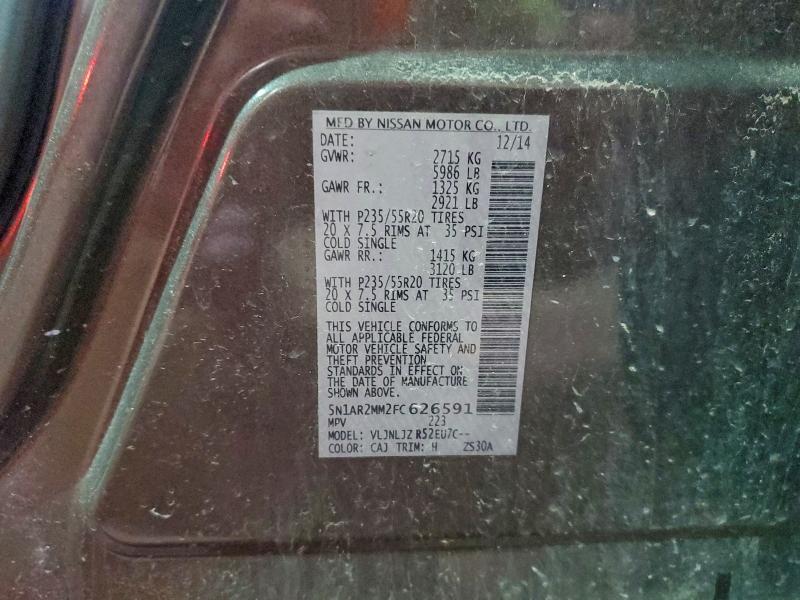 MFD BY NISSAN MOTOR CO., LTD.
DATE: 12/14
GVWR: 2715 KG
5986 LB
GAWR FR.: 1325 KG
2921 LB
WITH P235/55R20 TIRES
20 X 7.5 RIMS AT 35 PSI
COLD SINGLE
GAWR RR.: 1415 KG
3120 LB
WITH P235/55R20 TIRES
20 X 7.5 RIMS AT 35 PSI
COLD SINGLE
THIS VEHICLE CONFORMS TO
ALL APPLICABLE FEDERAL
MOTOR VEHICLE SAFETY AND
THEFT PREVENTION
STANDARDS IN EFFECT ON
THE DATE OF MANUFACTURE
SHOWN ABOVE.
5N1AR2MM2FC626591
MPV 223
MODEL: VLJNLJZ R52EU7C--
COLOR: CAJ TRIM: H ZS30A